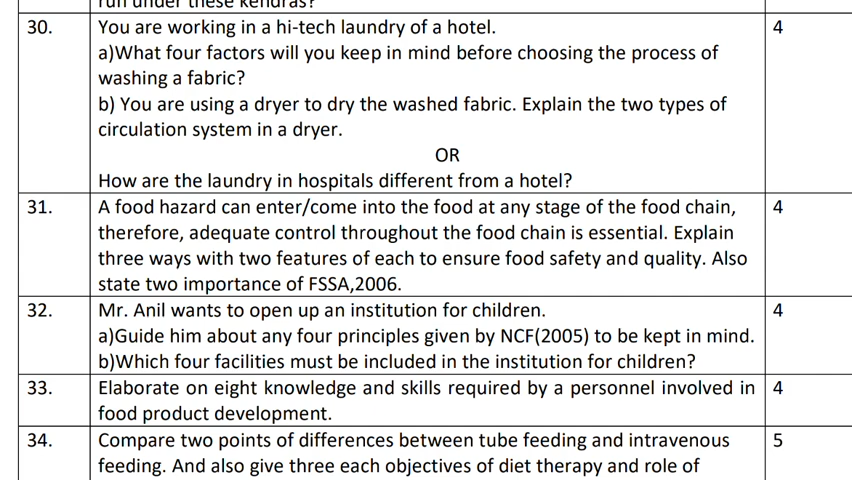 run under these kendras?
30. You are working in a hi-tech laundry of a hotel. 4
a)What four factors will you keep in mind before choosing the process of
washing a fabric?
b) You are using a dryer to dry the washed fabric. Explain the two types of
circulation system in a dryer.
OR
How are the laundry in hospitals different from a hotel?
31. A food hazard can enter/come into the food at any stage of the food chain, 4
therefore, adequate control throughout the food chain is essential. Explain
three ways with two features of each to ensure food safety and quality. Also
state two importance of FSSA,2006.
32. Mr. Anil wants to open up an institution for children. 4
a)Guide him about any four principles given by NCF(2005) to be kept in mind.
b)Which four facilities must be included in the institution for children?
33. Elaborate on eight knowledge and skills required by a personnel involved in 4
food product development.
34. Compare two points of differences between tube feeding and intravenous 5
feeding. And also give three each objectives of diet therapy and role of